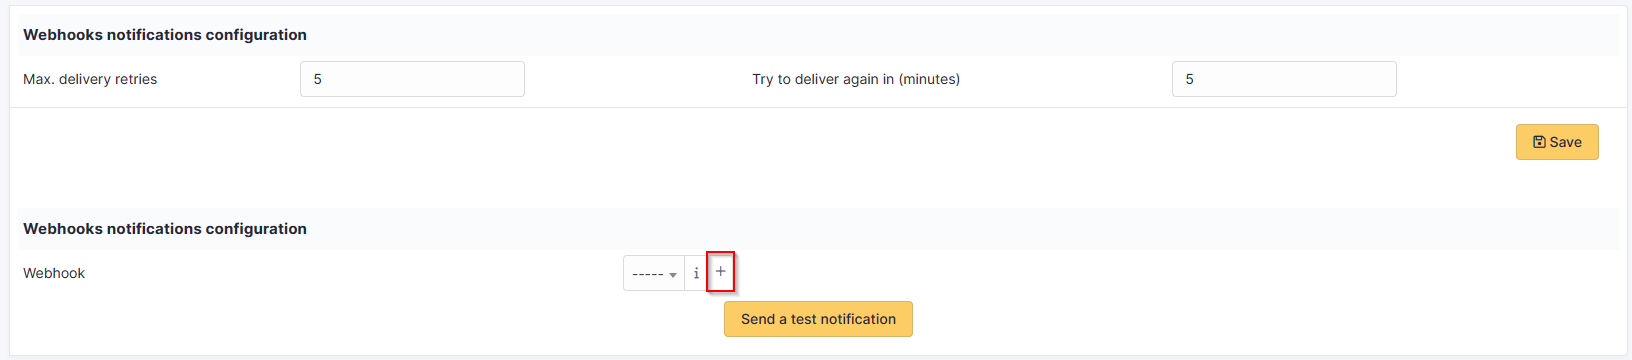 Webhooks notifications configuration
Max. delivery retries 5 Try to deliver again in (minutes) 5
Save
Webhooks notifications configuration
Webhook ----- i +
Send a test notification